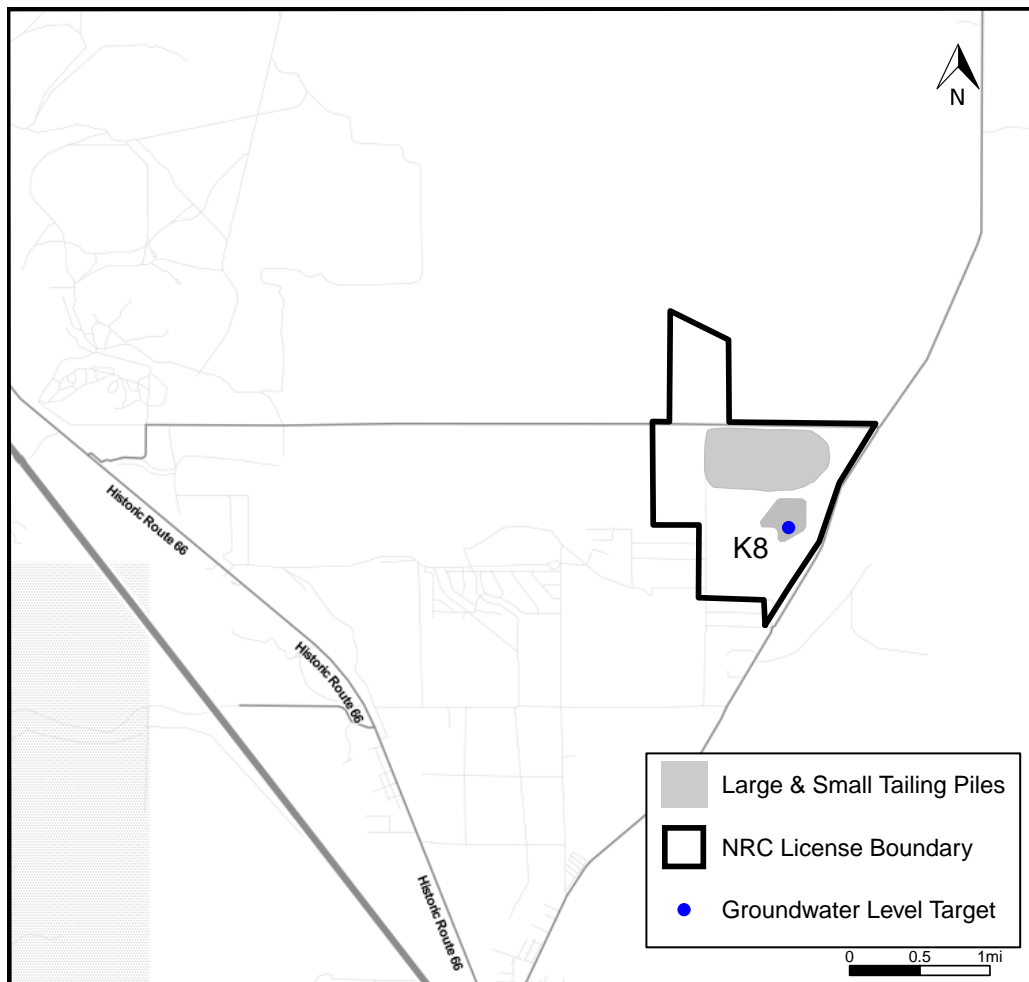 N
Historic Route 66
K8
Historic Route 66
Large & Small Tailing Piles
NRC License Boundary
Historic Route 66
Groundwater Level Target
0 0.5 1mi